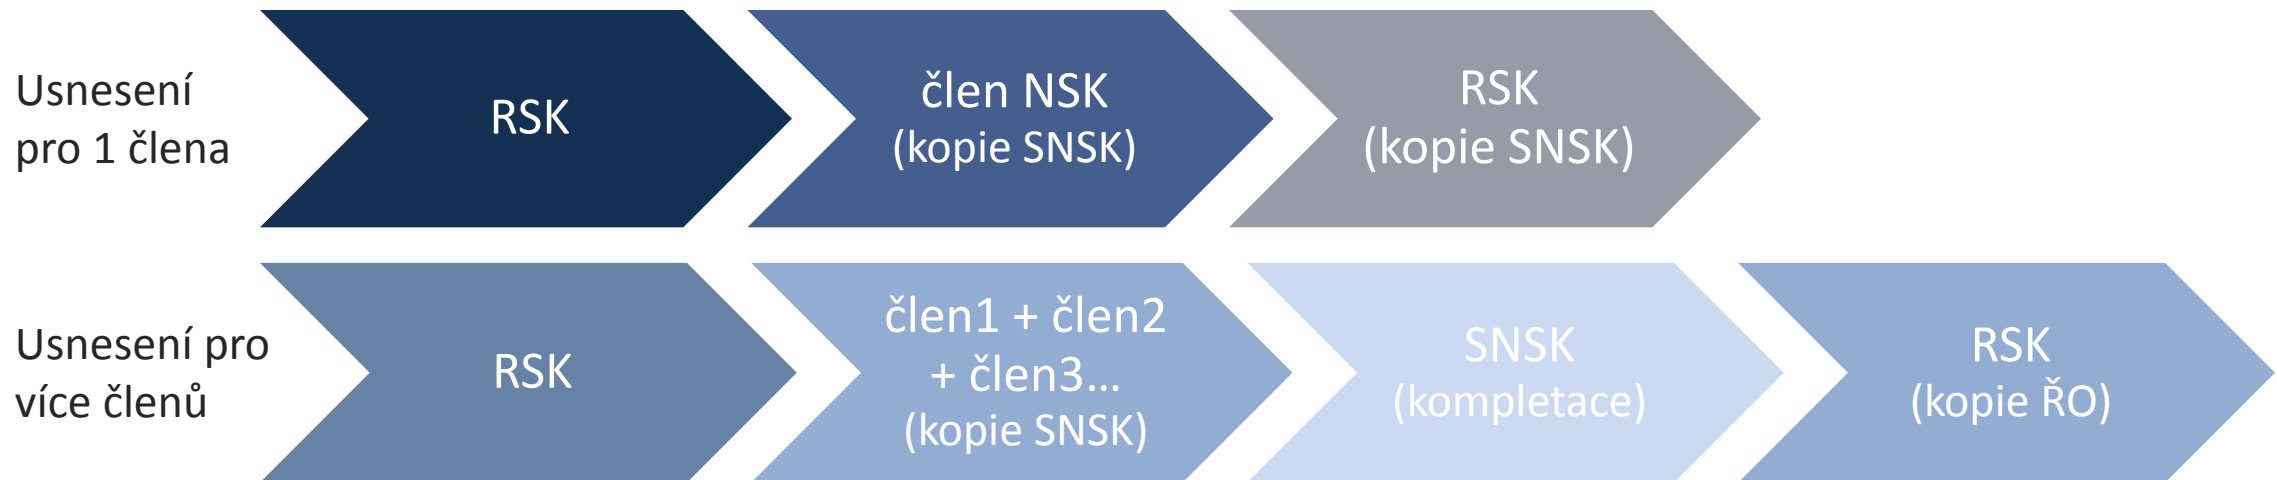 Usnesení
pro 1 člena
RSK
člen NSK
(kopie SNSK)
RSK
(kopie SNSK)
Usnesení pro
více členů
RSK
člen1 + člen2
+ člen3...
(kopie SNSK)
SNSK
(kompletace)
RSK
(kopie ŘO)